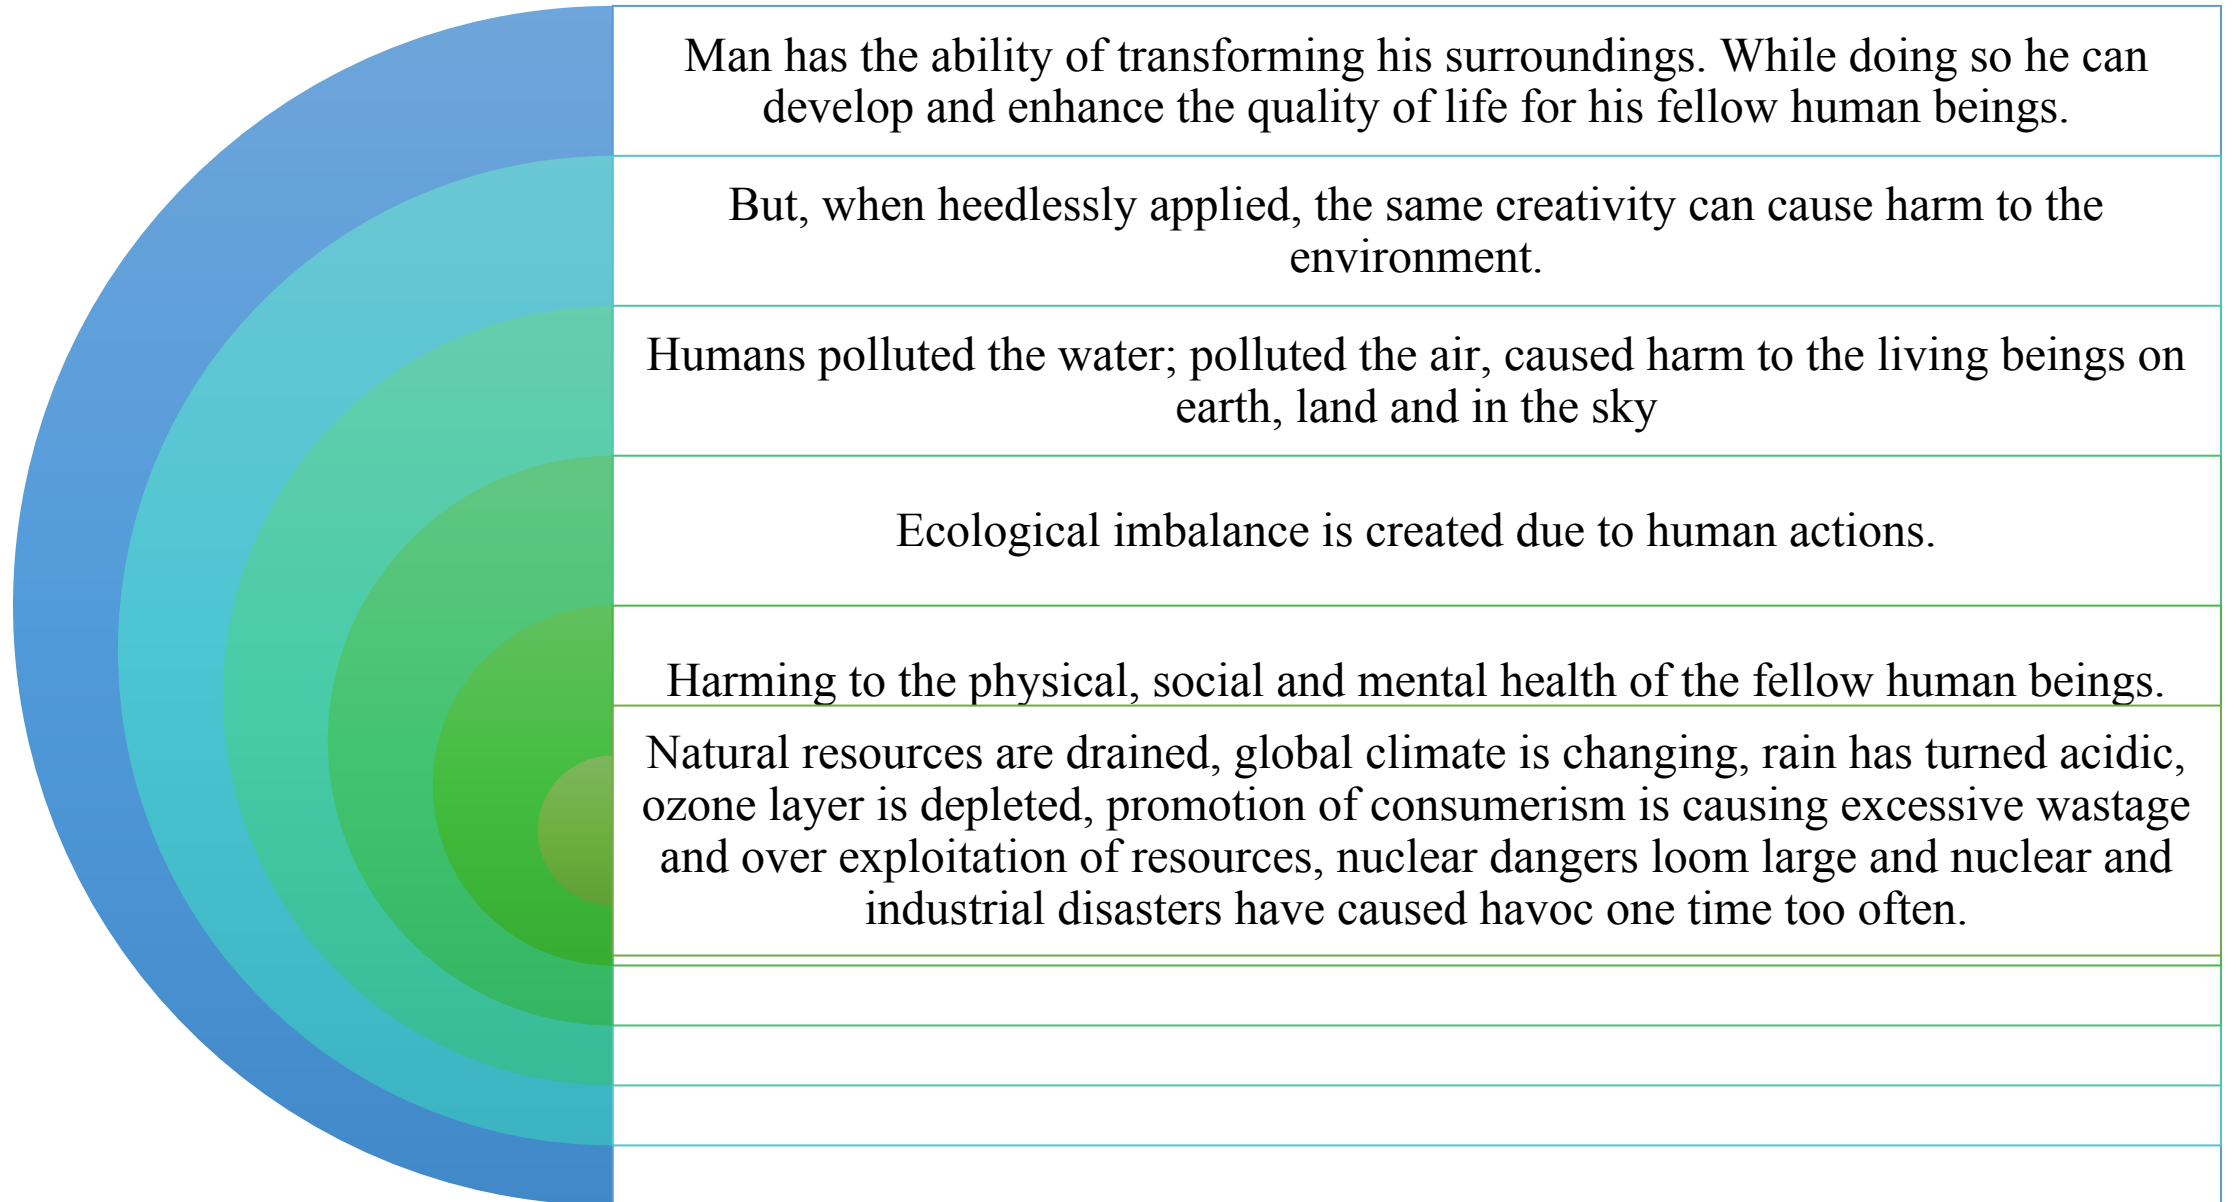 Man has the ability of transforming his surroundings. While doing so he can
develop and enhance the quality of life for his fellow human beings.
But, when heedlessly applied, the same creativity can cause harm to the
environment.
Humans polluted the water; polluted the air, caused harm to the living beings on
earth, land and in the sky
Ecological imbalance is created due to human actions.
Harming to the physical, social and mental health of the fellow human beings.
Natural resources are drained, global climate is changing, rain has turned acidic,
ozone layer is depleted, promotion of consumerism is causing excessive wastage
and over exploitation of resources, nuclear dangers loom large and nuclear and
industrial disasters have caused havoc one time too often.